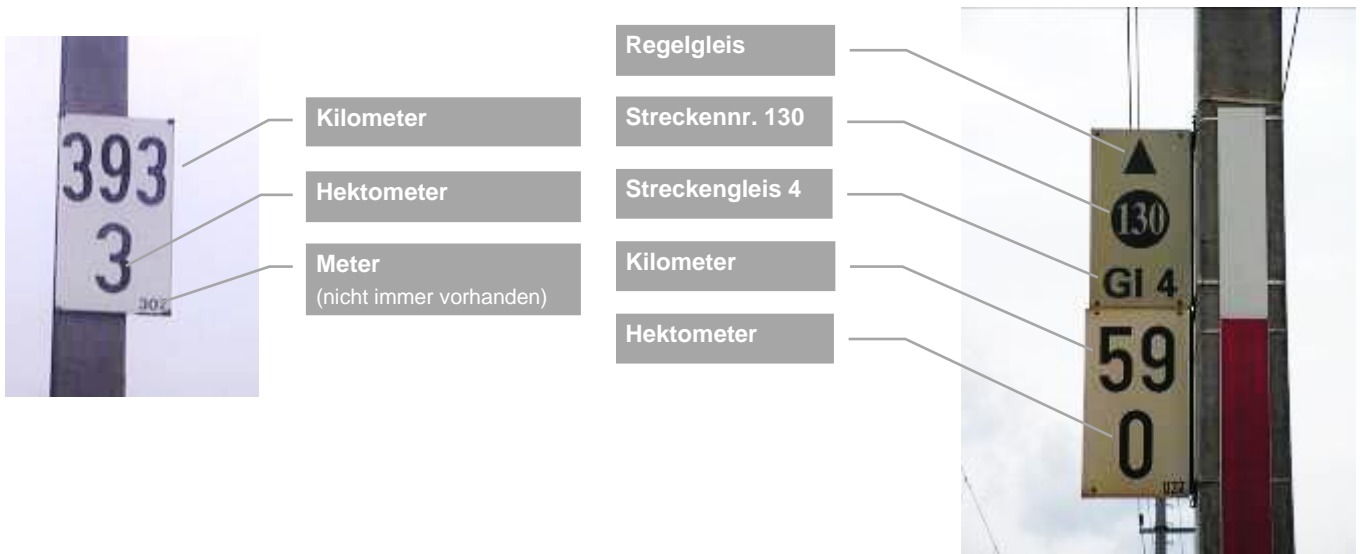 393
3
302
Kilometer
Hektometer
Meter
(nicht immer vorhanden)
Regelgleis
Streckennr. 130
Streckengleis 4
Kilometer
Hektometer
130
Gl 4
59
0